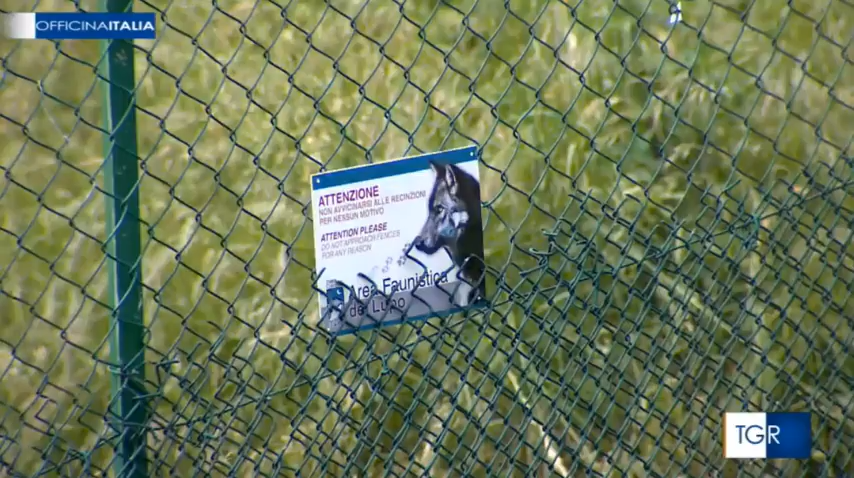 OFFICINAITALIA
ATTENZIONE
NON AVVICINARSI ALLE RECINZIONI
PER NESSUN MOTIVO
ATTENTION PLEASE
DO NOT APPROACH FENCES
FOR ANY REASON
Area Faunistica
del Lupo
TGR